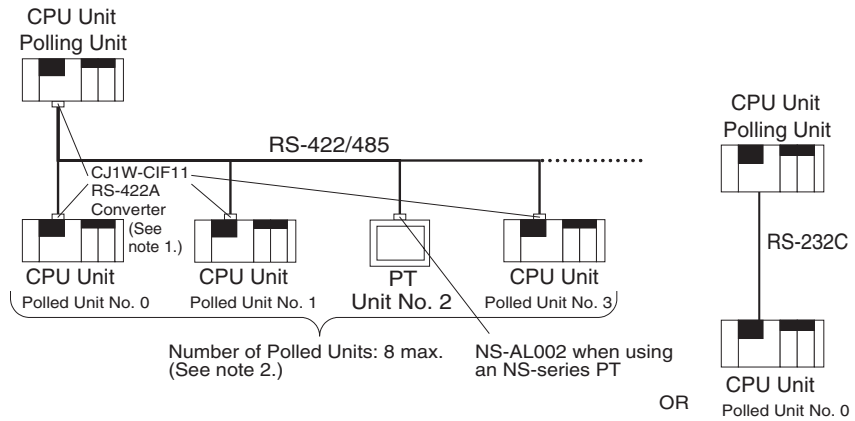 CPU Unit
Polling Unit
RS-422/485
CJ1W-CIF11
RS-422A
Converter
(See
note 1.)
CPU Unit
Polled Unit No. 0
CPU Unit
Polled Unit No. 1
PT
Unit No. 2
CPU Unit
Polled Unit No. 3
Number of Polled Units: 8 max.
(See note 2.)
NS-AL002 when using
an NS-series PT
OR
CPU Unit
Polling Unit
RS-232C
CPU Unit
Polled Unit No. 0